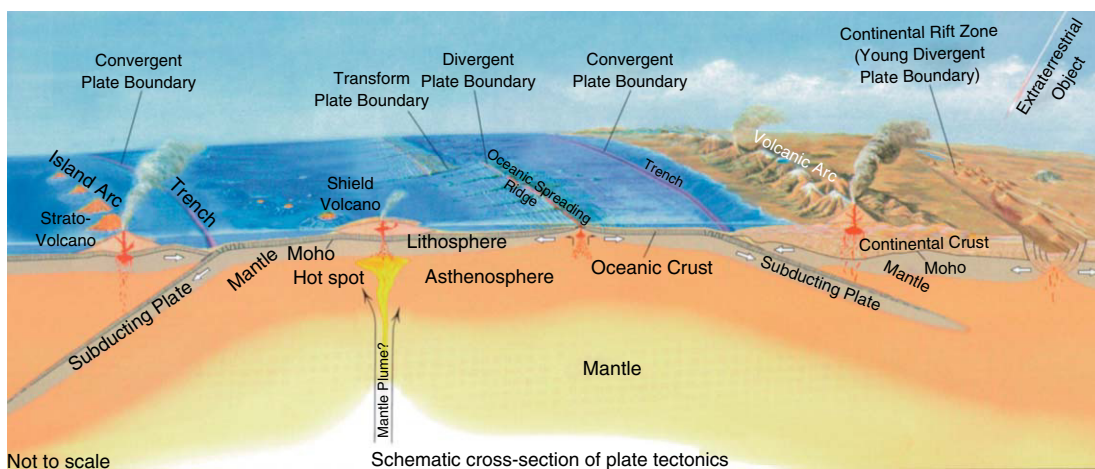 Convergent
Plate Boundary
Transform
Plate Boundary
Divergent
Plate Boundary
Convergent
Plate Boundary
Continental Rift Zone
(Young Divergent
Plate Boundary)
Extraterrestrial
Object
Island Arc
Trench
Strato-
Volcano
Shield
Volcano
Oceanic Spreading
Ridge
Trench
Volcanic Arc
Lithosphere
Moho
Mantle
Hot spot
Asthenosphere
Oceanic Crust
Continental Crust
Moho
Mantle
Subducting Plate
Subducting Plate
Mantle
Mantle Plume?
Not to scale
Schematic cross-section of plate tectonics